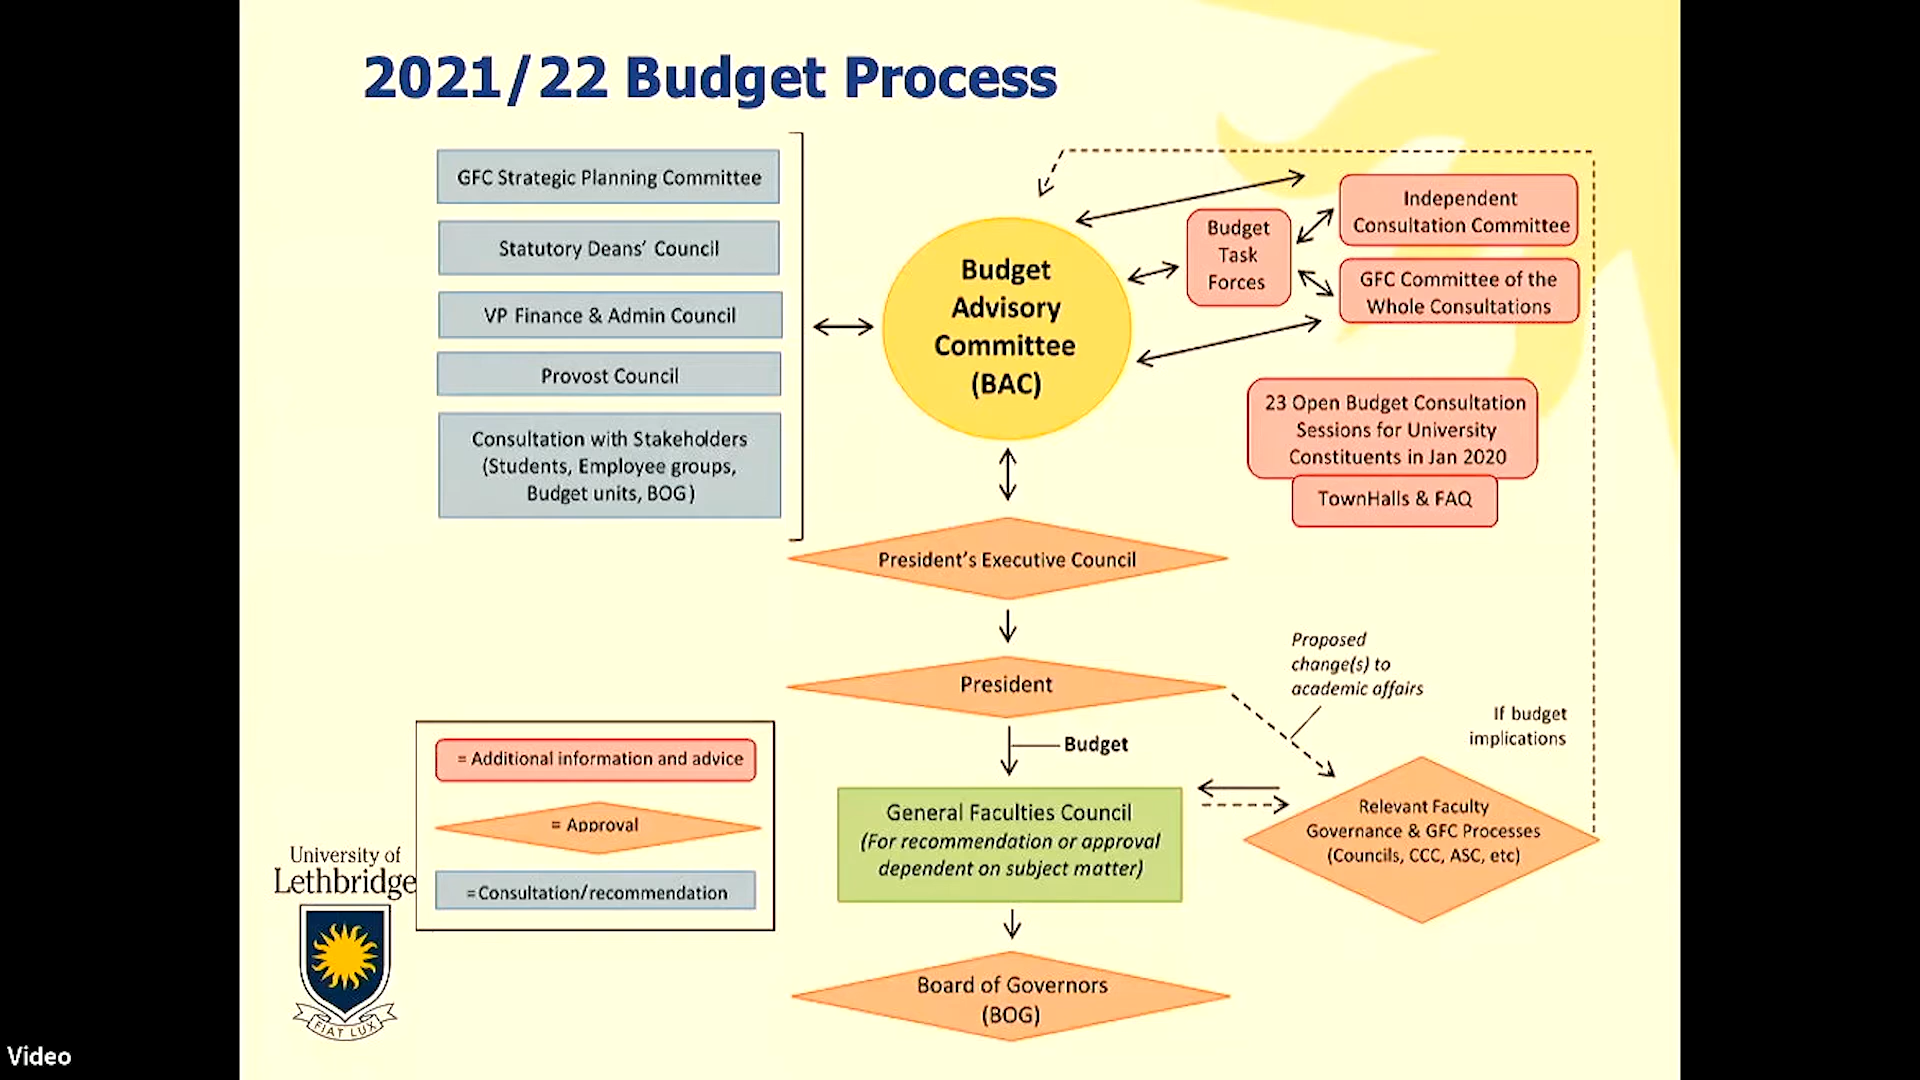 2021/22 Budget Process
GFC Strategic Planning Committee
Statutory Deans' Council
VP Finance & Admin Council
Provost Council
Consultation with Stakeholders
(Students, Employee groups,
Budget units, BOG)
Budget
Advisory
Committee
(BAC)
Budget
Task
Forces
Independent
Consultation Committee
GFC Committee of the
Whole Consultations
23 Open Budget Consultation
Sessions for University
Constituents in Jan 2020
TownHalls & FAQ
President's Executive Council
President
Proposed
change(s) to
academic affairs
If budget
implications
Budget
General Faculties Council
(For recommendation or approval
dependent on subject matter)
Relevant Faculty
Governance & GFC Processes
(Councils, CCC, ASC, etc)
Board of Governors
(BOG)
= Additional information and advice
= Approval
=Consultation/recommendation
University of
Lethbridge
FIAT LUX
Video